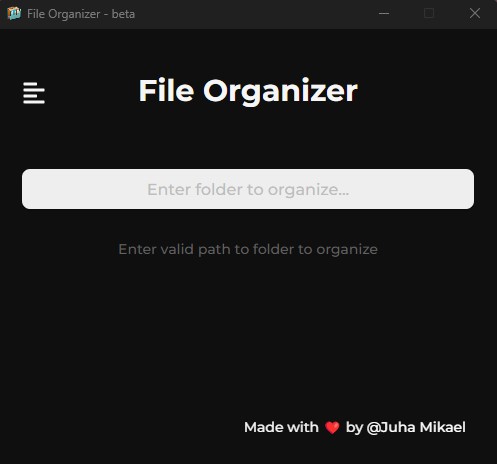 File Organizer - beta
File Organizer
Enter folder to organize...
Enter valid path to folder to organize
Made with ❤️ by @Juha Mikael